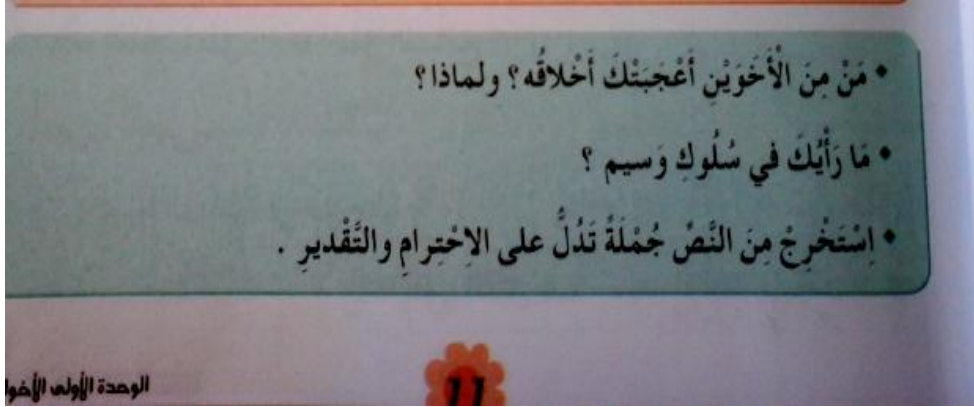 • مَنْ مِنَ الْأَخَوَيْنِ أَعْجَبَتْكَ أَخْلاقُه؟ ولماذا؟
• مَا رَأْيُكَ في سُلُوكِ وَسيم ؟
• اِسْتَخْرِجْ مِنَ النَّصِّ جُمْلَةً تَدُلُّ على الاِحْتِرامِ والتَّقْديرِ .
11
الوحدة الأولى